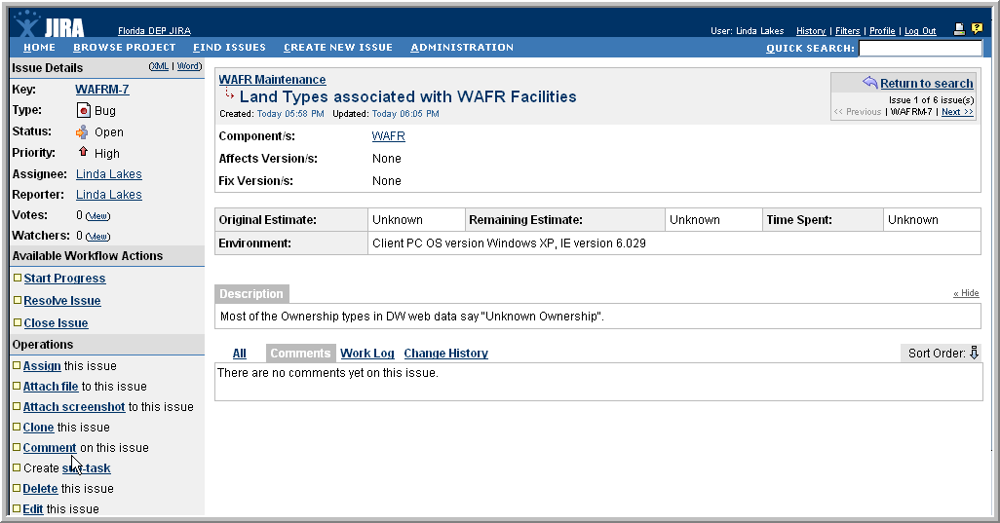 JIRA
Florida DEP JIRA
User: Linda Lakes History | Filters | Profile | Log Out
HOME BROWSE PROJECT FIND ISSUES CREATE NEW ISSUE ADMINISTRATION QUICK SEARCH:
Issue Details (XML | Word)
Key: WAFRM-7
Type: Bug
Status: Open
Priority: High
Assignee: Linda Lakes
Reporter: Linda Lakes
Votes: 0 (View)
Watchers: 0 (View)
Available Workflow Actions
Start Progress
Resolve Issue
Close Issue
Operations
Assign this issue
Attach file to this issue
Attach screenshot to this issue
Clone this issue
Comment on this issue
Create sub-task
Delete this issue
Edit this issue
WAFR Maintenance
Land Types associated with WAFR Facilities
Created: Today 05:58 PM Updated: Today 06:05 PM
Return to search
Issue 1 of 6 issue(s)
<< Previous | WAFRM-7 | Next >>
Component/s: WAFR
Affects Version/s: None
Fix Version/s: None
Original Estimate: Unknown Remaining Estimate: Unknown Time Spent: Unknown
Environment: Client PC OS version Windows XP, IE version 6.029
Description « Hide
Most of the Ownership types in DW web data say "Unknown Ownership".
All Comments Work Log Change History Sort Order:
There are no comments yet on this issue.